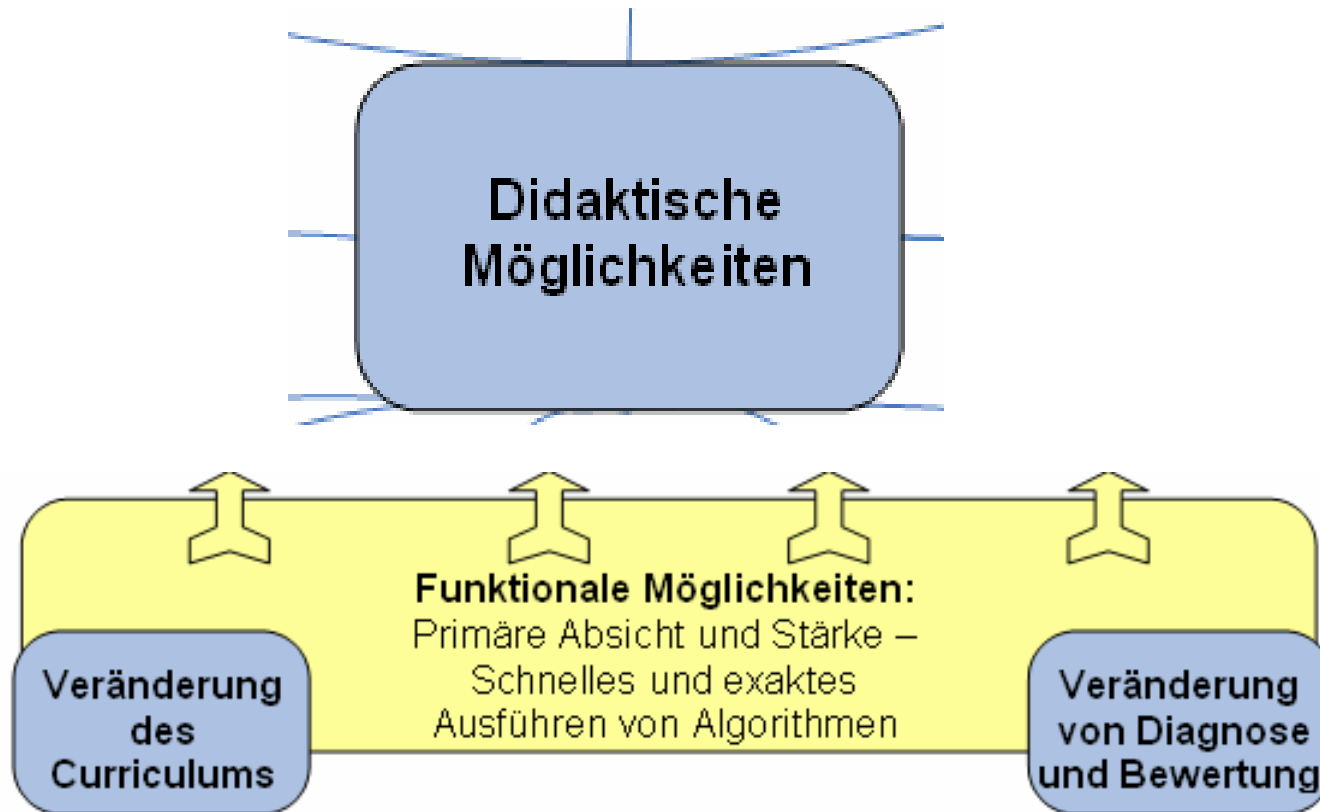 Didaktische
Möglichkeiten
Funktionale Möglichkeiten:
Primäre Absicht und Stärke –
Schnelles und exaktes
Ausführen von Algorithmen
Veränderung
des
Curriculums
Veränderung
von Diagnose
und Bewertung